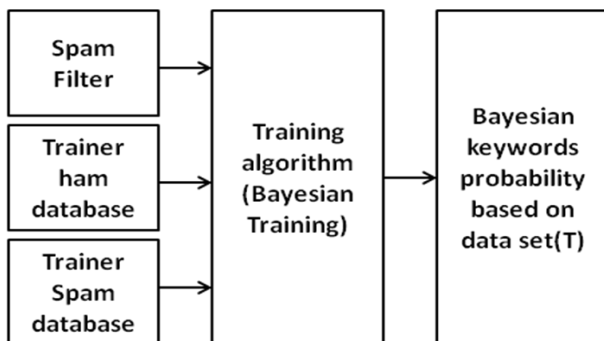 Spam
Filter
Trainer
ham
database
Trainer
Spam
database
Training
algorithm
(Bayesian
Training)
Bayesian
keywords
probability
based on
data set(T)